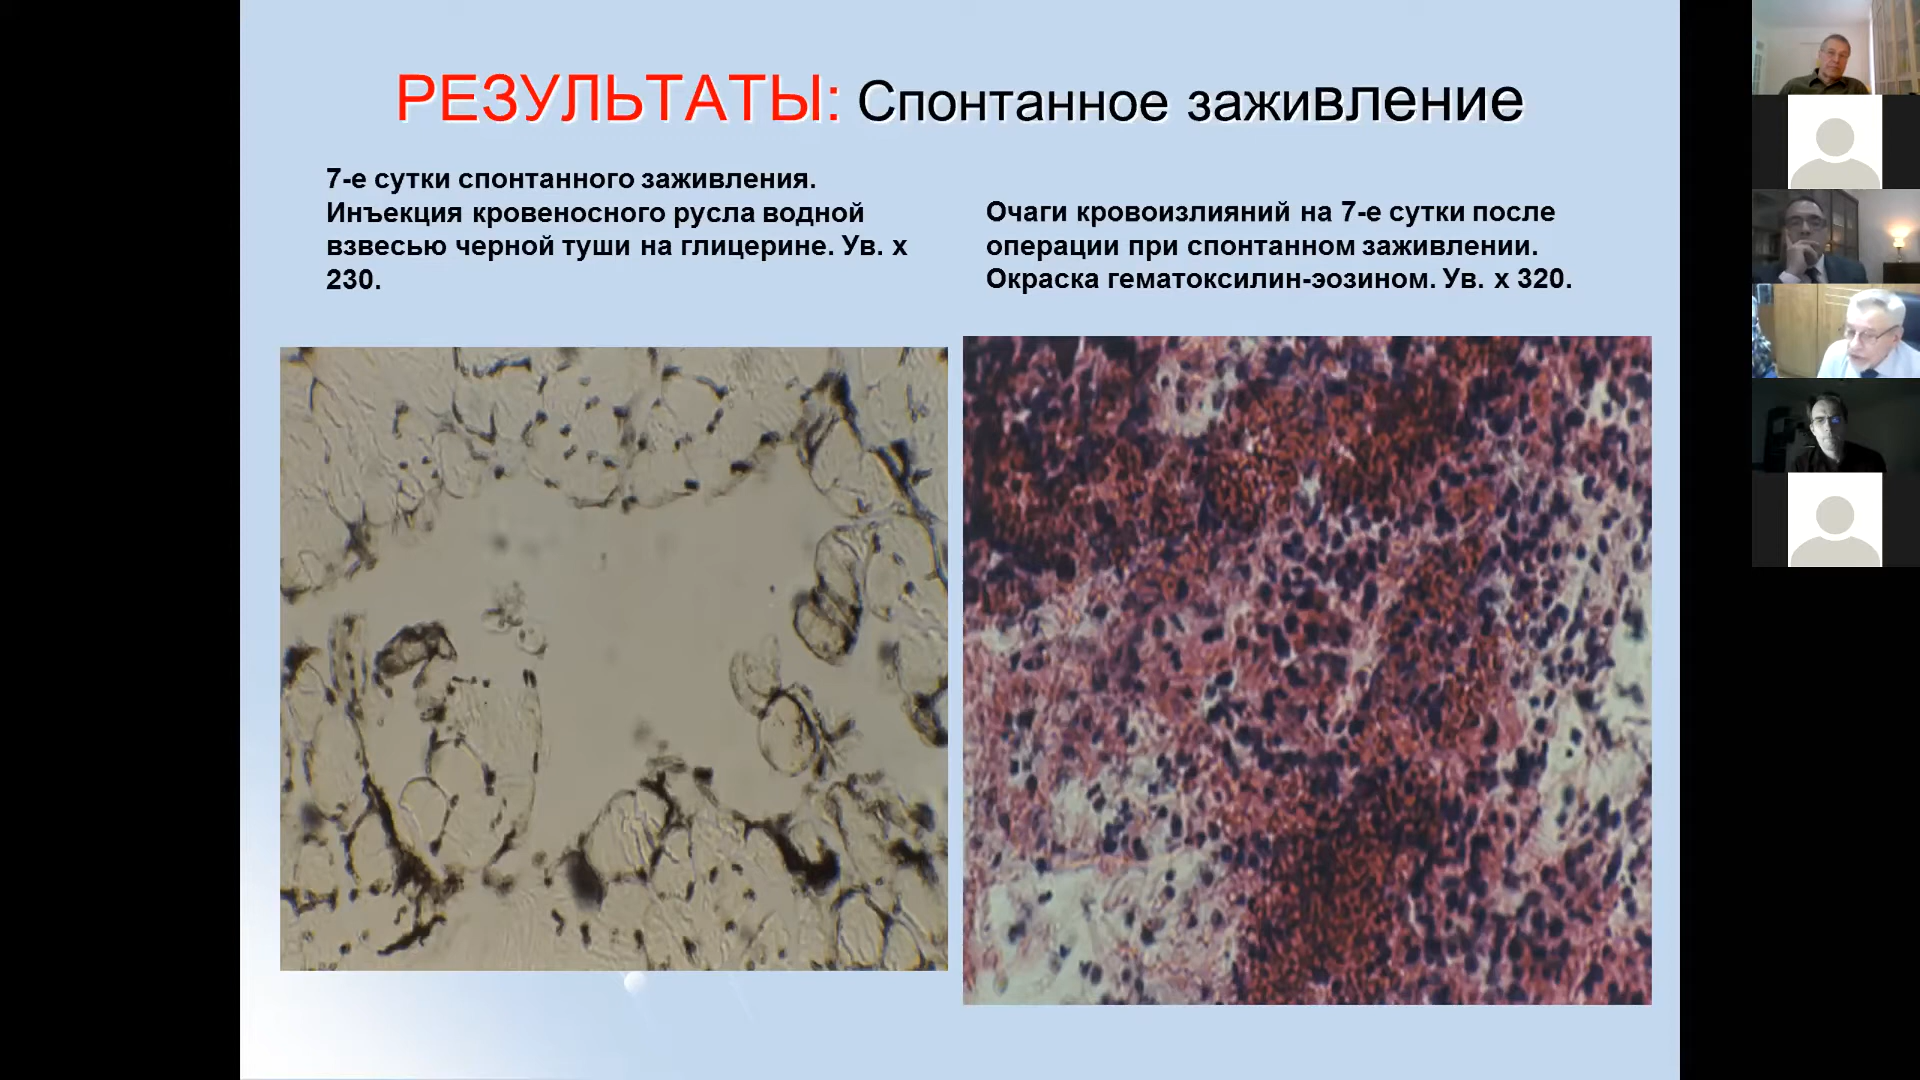 РЕЗУЛЬТАТЫ: Спонтанное заживление
7-е сутки спонтанного заживления.
Инъекция кровеносного русла водной
взвесью черной туши на глицерине. Ув. х
230.
Очаги кровоизлияний на 7-е сутки после
операции при спонтанном заживлении.
Окраска гематоксилин-эозином. Ув. х 320.